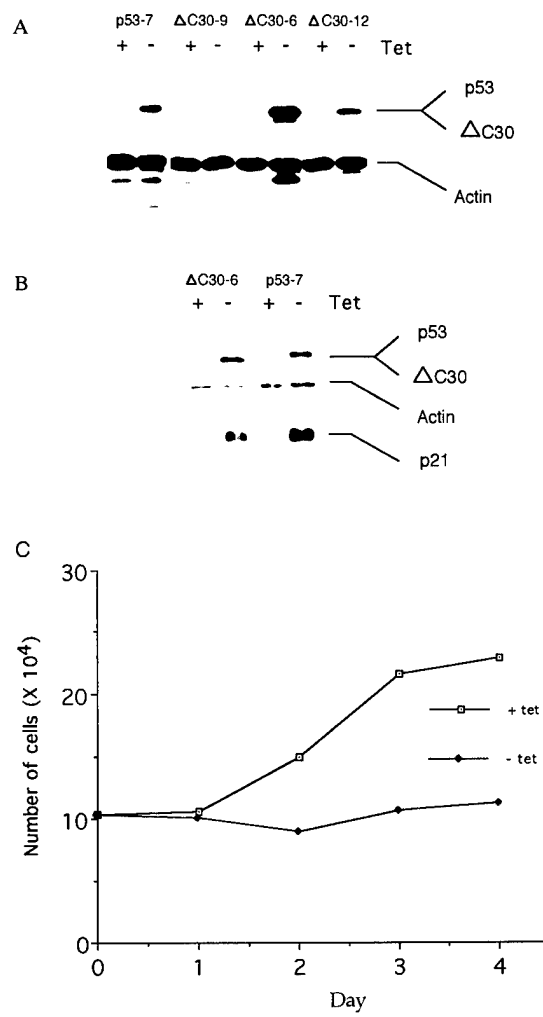 A
p53-7 ΔC30-9 ΔC30-6 ΔC30-12
+ - + - + - + - Tet
p53
ΔC30
Actin
B
ΔC30-6 p53-7
+ - + - Tet
p53
ΔC30
Actin
p21
C
30
20
10
0
Number of cells (X 10⁴)
+ tet
- tet
0 1 2 3 4
Day